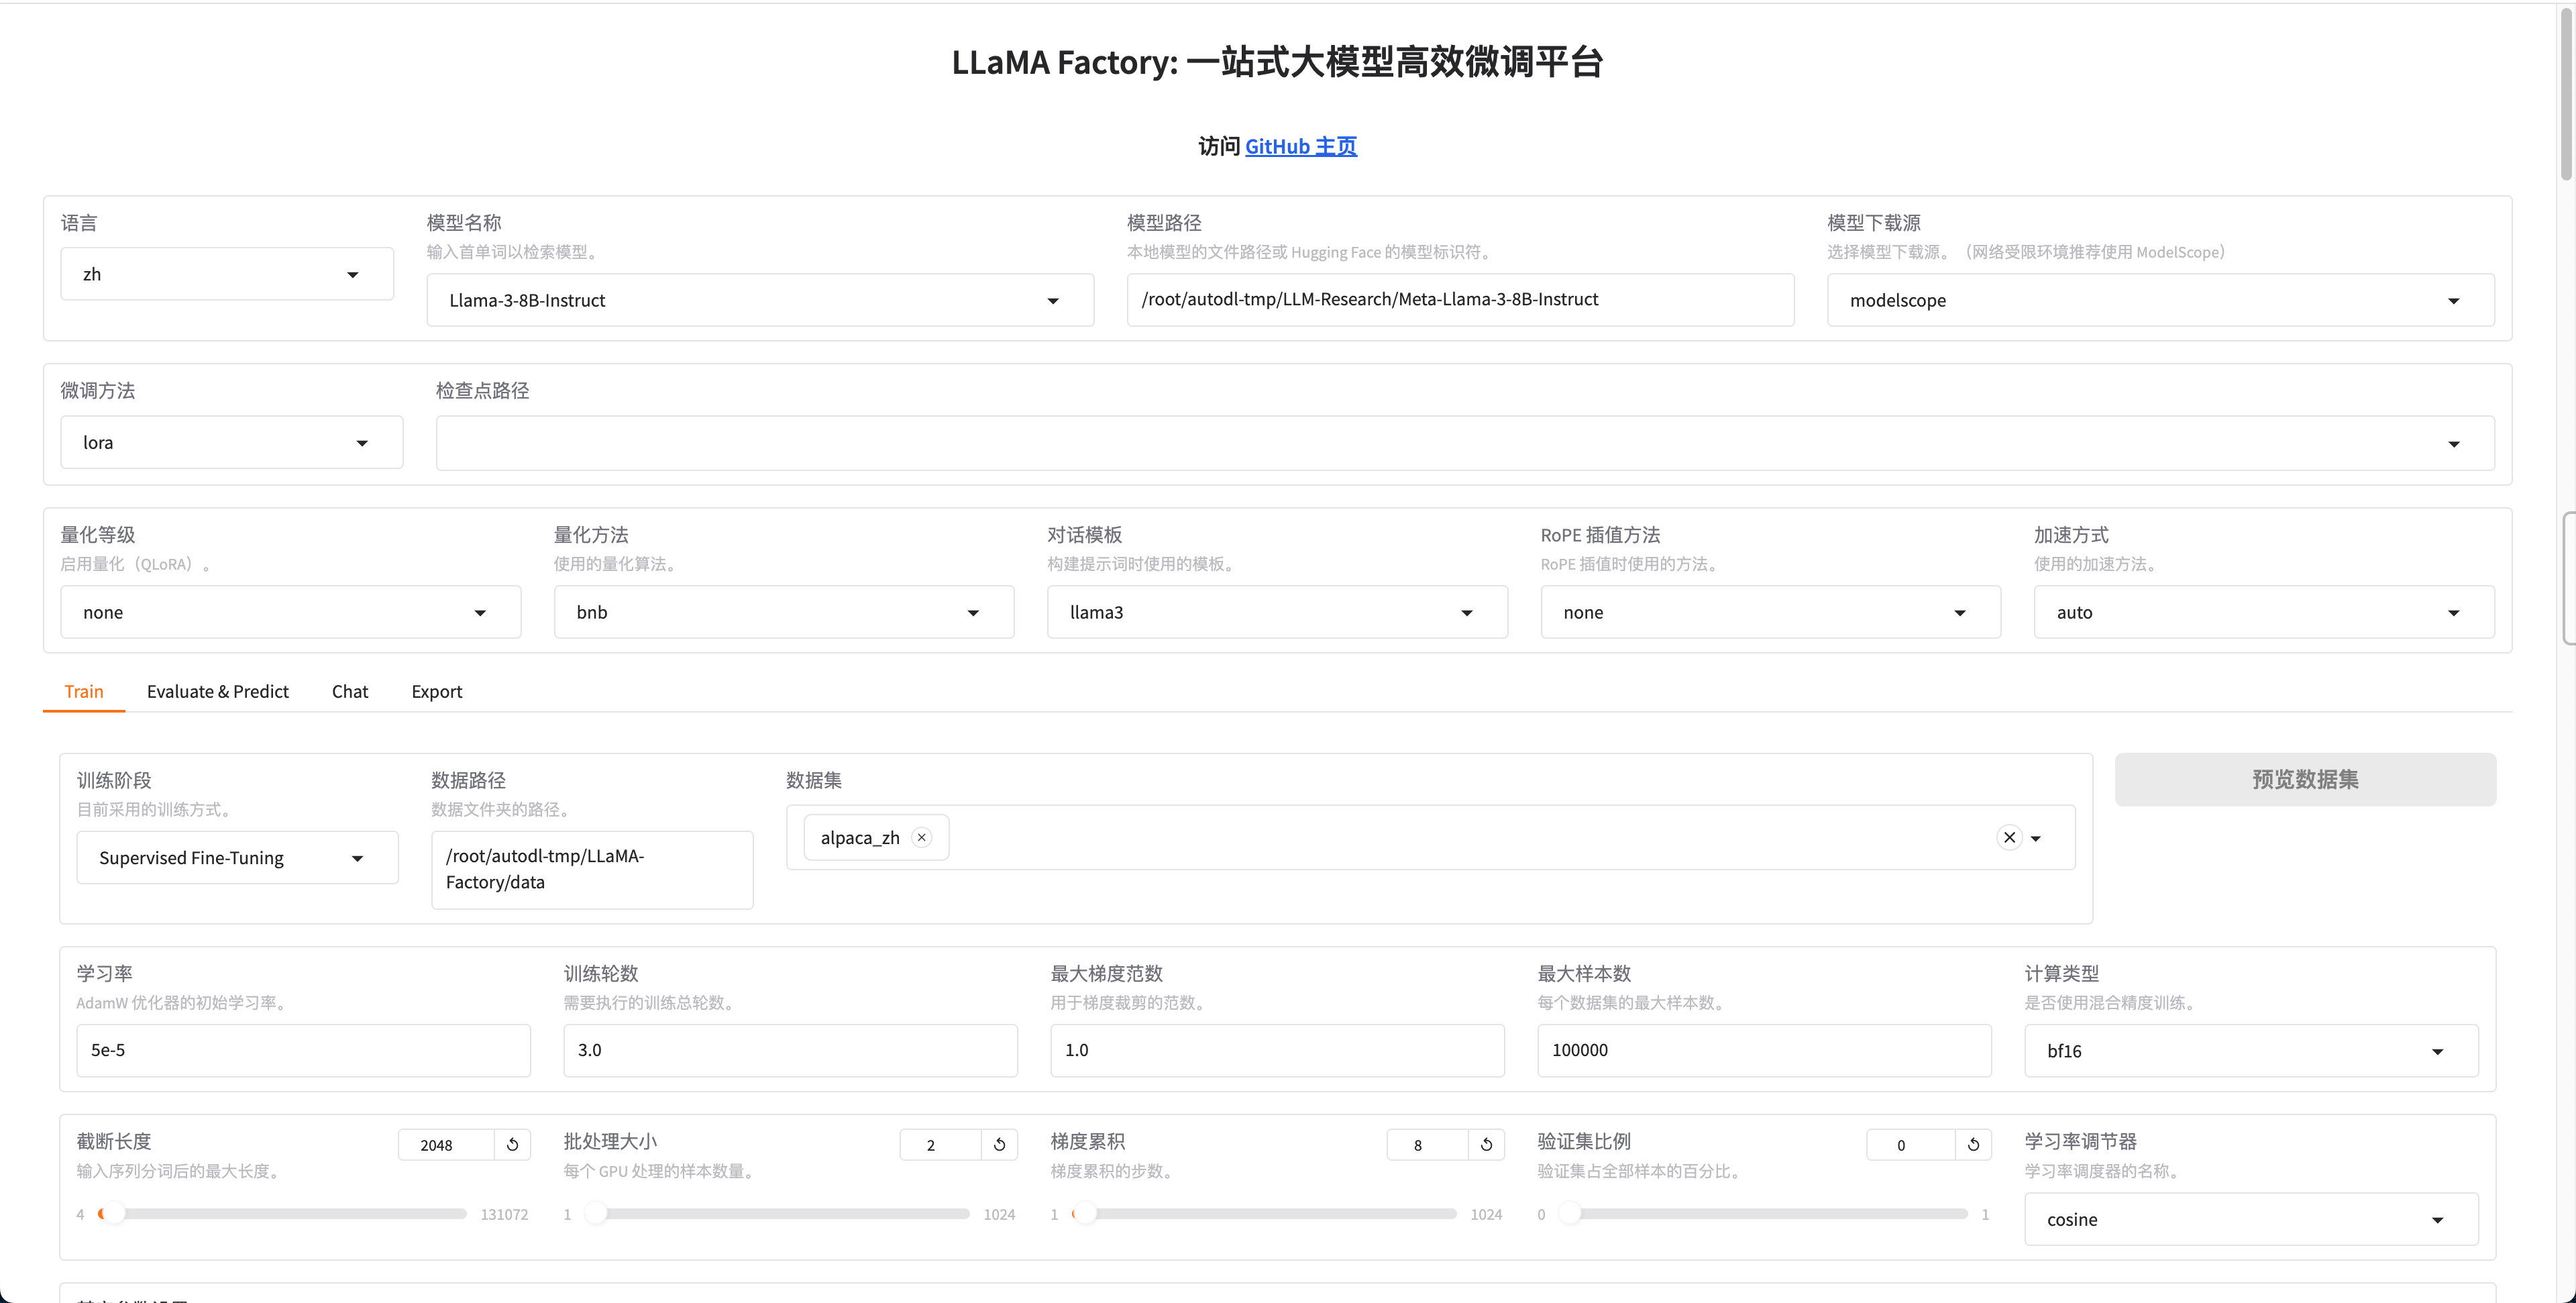 LLaMA Factory: 一站式大模型高效微调平台
访问 GitHub 主页
语言
zh
模型名称
输入首单词以检索模型。
Llama-3-8B-Instruct
模型路径
本地模型的文件路径或 Hugging Face 的模型标识符。
/root/autodl-tmp/LLM-Research/Meta-Llama-3-8B-Instruct
模型下载源
选择模型下载源。（网络受限环境推荐使用 ModelScope）
modelscope
微调方法
lora
检查点路径
量化等级
启用量化（QLoRA）。
none
量化方法
使用的量化算法。
bnb
对话模板
构建提示词时使用的模板。
llama3
RoPE 插值方法
RoPE 插值时使用的方法。
none
加速方式
使用的加速方法。
auto
Train Evaluate & Predict Chat Export
训练阶段
目前采用的训练方式。
Supervised Fine-Tuning
数据路径
数据文件夹的路径。
/root/autodl-tmp/LLaMA-
Factory/data
数据集
alpaca_zh
预览数据集
学习率
AdamW 优化器的初始学习率。
5e-5
训练轮数
需要执行的训练总轮数。
3.0
最大梯度范数
用于梯度裁剪的范数。
1.0
最大样本数
每个数据集的最大样本数。
100000
计算类型
是否使用混合精度训练。
bf16
截断长度
2048
输入序列分词后的最大长度。
4 131072
批处理大小
2
每个 GPU 处理的样本数量。
1 1024
梯度累积
8
梯度累积的步数。
1 1024
验证集比例
0
验证集占全部样本的百分比。
0 1
学习率调节器
学习率调度器的名称。
cosine